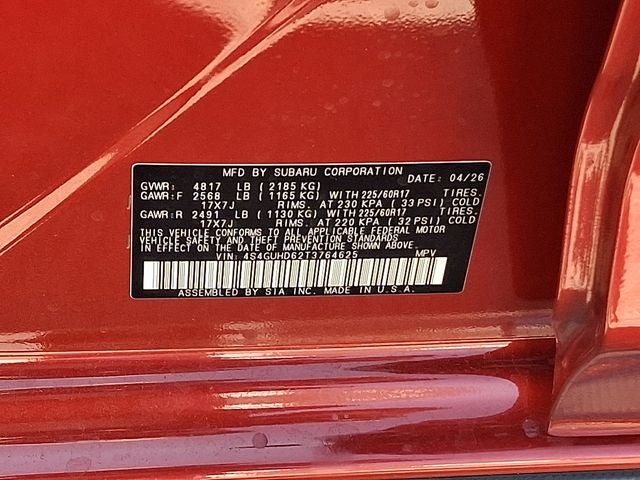 MFD BY SUBARU CORPORATION DATE: 04/26
GVWR: 4817 LB (2185 KG)
GAWR:F 2568 LB (1165 KG) WITH 225/60R17 TIRES.
17X7J RIMS. AT 230 KPA (33 PSI) COLD
GAWR:R 2491 LB (1130 KG) WITH 225/60R17 TIRES.
17X7J RIMS. AT 220 KPA (32 PSI) COLD
THIS VEHICLE CONFORMS TO ALL APPLICABLE FEDERAL MOTOR
VEHICLE SAFETY AND THEFT PREVENTION STANDARDS
IN EFFECT ON THE DATE OF MANUFACTURE SHOWN ABOVE.
VIN: 4S4GUHD62T3764625 MPV
ASSEMBLED BY SIA INC. MADE IN U.S.A.